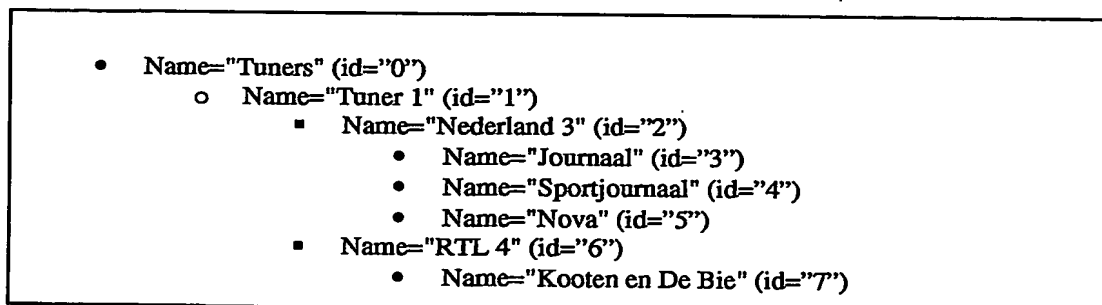 • Name="Tuners" (id="0")
o Name="Tuner 1" (id="1")
▪ Name="Nederland 3" (id="2")
• Name="Journaal" (id="3")
• Name="Sportjournaal" (id="4")
• Name="Nova" (id="5")
▪ Name="RTL 4" (id="6")
• Name="Kooten en De Bie" (id="7")